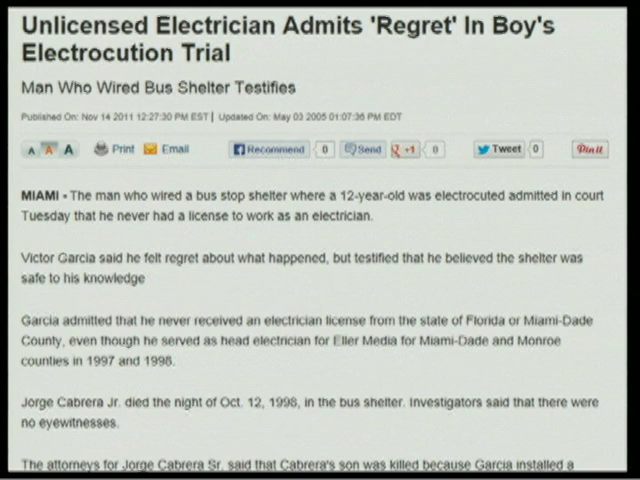 Unlicensed Electrician Admits 'Regret' In Boy's
Electrocution Trial
Man Who Wired Bus Shelter Testifies
Published On: Nov 14 2011 12:27:30 PM EST | Updated On: May 03 2005 01:07:36 PM EDT
A A A Print Email Recommend 0 Send +1 0 Tweet 0 Pin it
MIAMI - The man who wired a bus stop shelter where a 12-year-old was electrocuted admitted in court
Tuesday that he never had a license to work as an electrician.
Victor Garcia said he felt regret about what happened, but testified that he believed the shelter was
safe to his knowledge
Garcia admitted that he never received an electrician license from the state of Florida or Miami-Dade
County, even though he served as head electrician for Eller Media for Miami-Dade and Monroe
counties in 1997 and 1998.
Jorge Cabrera Jr. died the night of Oct. 12, 1998, in the bus shelter. Investigators said that there were
no eyewitnesses.
The attorneys for Jorge Cabrera Sr. said that Cabrera's son was killed because Garcia installed a